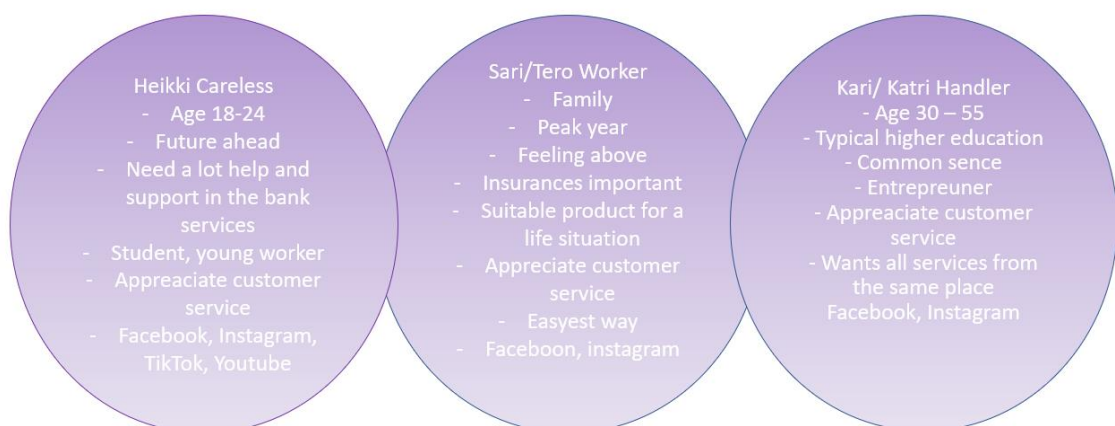 Heikki Careless
- Age 18-24
- Future ahead
- Need a lot help and
support in the bank
services
- Student, young worker
- Appreaciate customer
service
- Facebook, Instagram,
TikTok, Youtube
Sari/Tero Worker
- Family
- Peak year
- Feeling above
- Insurances important
- Suitable product for a
life situation
- Appreciate customer
service
- Easyest way
- Faceboon, instagram
Kari/ Katri Handler
- Age 30 – 55
- Typical higher education
- Common sence
- Entrepreuner
- Appreaciate customer
service
- Wants all services from
the same place
Facebook, Instagram